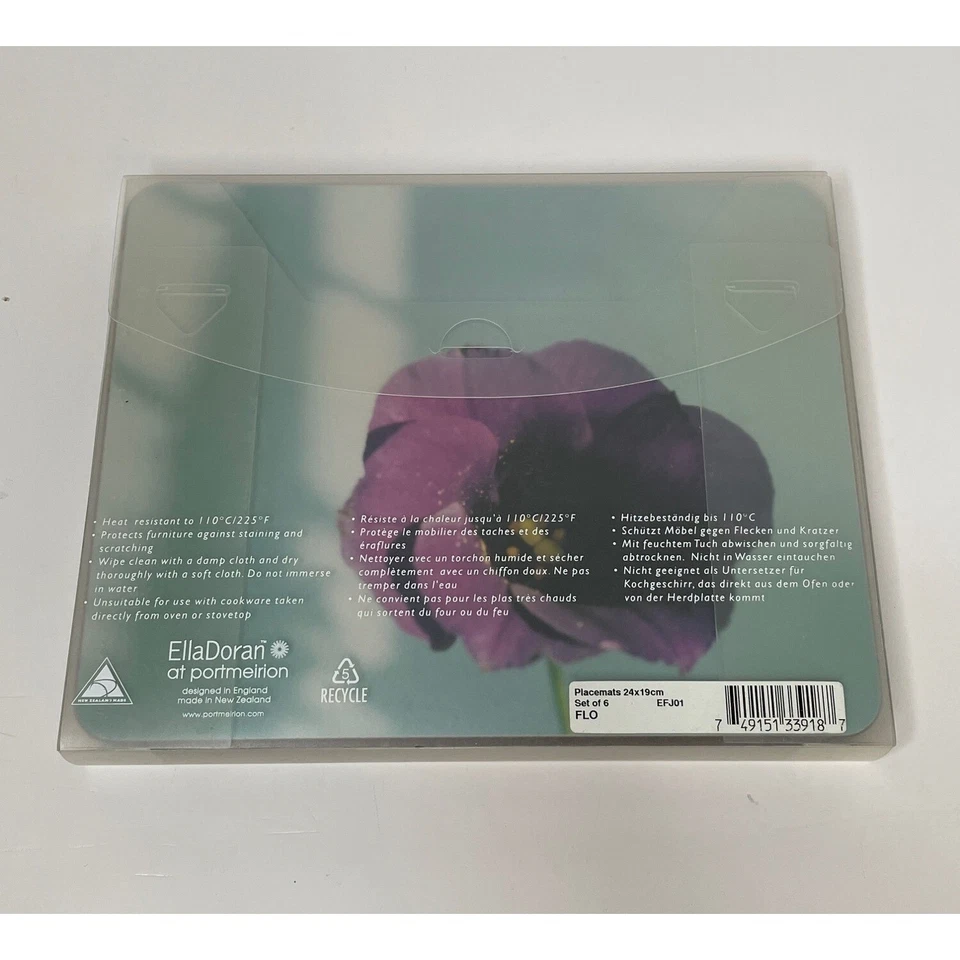 • Heat resistant to 110°C/225°F
• Protects furniture against staining and
scratching
• Wipe clean with a damp cloth and dry
thoroughly with a soft cloth. Do not immerse
in water
• Unsuitable for use with cookware taken
directly from oven or stovetop
• Résiste à la chaleur jusqu'à 110°C/225°F
• Protège le mobilier des taches et des
éraflures
• Nettoyer avec un torchon humide et sécher
complètement avec un chiffon doux. Ne pas
tremper dans l'eau
• Ne convient pas pour les plas très chauds
qui sortent du four ou du feu
• Hitzebeständig bis 110°C
• Schützt Möbel gegen Flecken und Kratzer
• Mit feuchtem Tuch abwischen und sorgfältig
abtrocknen. Nicht in Wasser eintauchen
• Nicht geeignet als Untersetzer für
Kochgeschirr, das direkt aus dem Ofen oder
von der Herdplatte kommt
NEW ZEALAND MADE
EllaDoran™
at portmeirion
designed in England
made in New Zealand
www.portmeirion.com
5
RECYCLE
Placemats 24x19cm
Set of 6 EFJ01
FLO
7 49151 33918 7